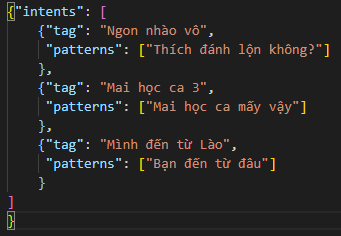 {"intents": [
{"tag": "Ngon nhào vô",
"patterns": ["Thích đánh lộn không?"]
},
{"tag": "Mai học ca 3",
"patterns": ["Mai học ca mấy vậy"]
},
{"tag": "Mình đến từ Lào",
"patterns": ["Bạn đến từ đâu"]
}
]
}